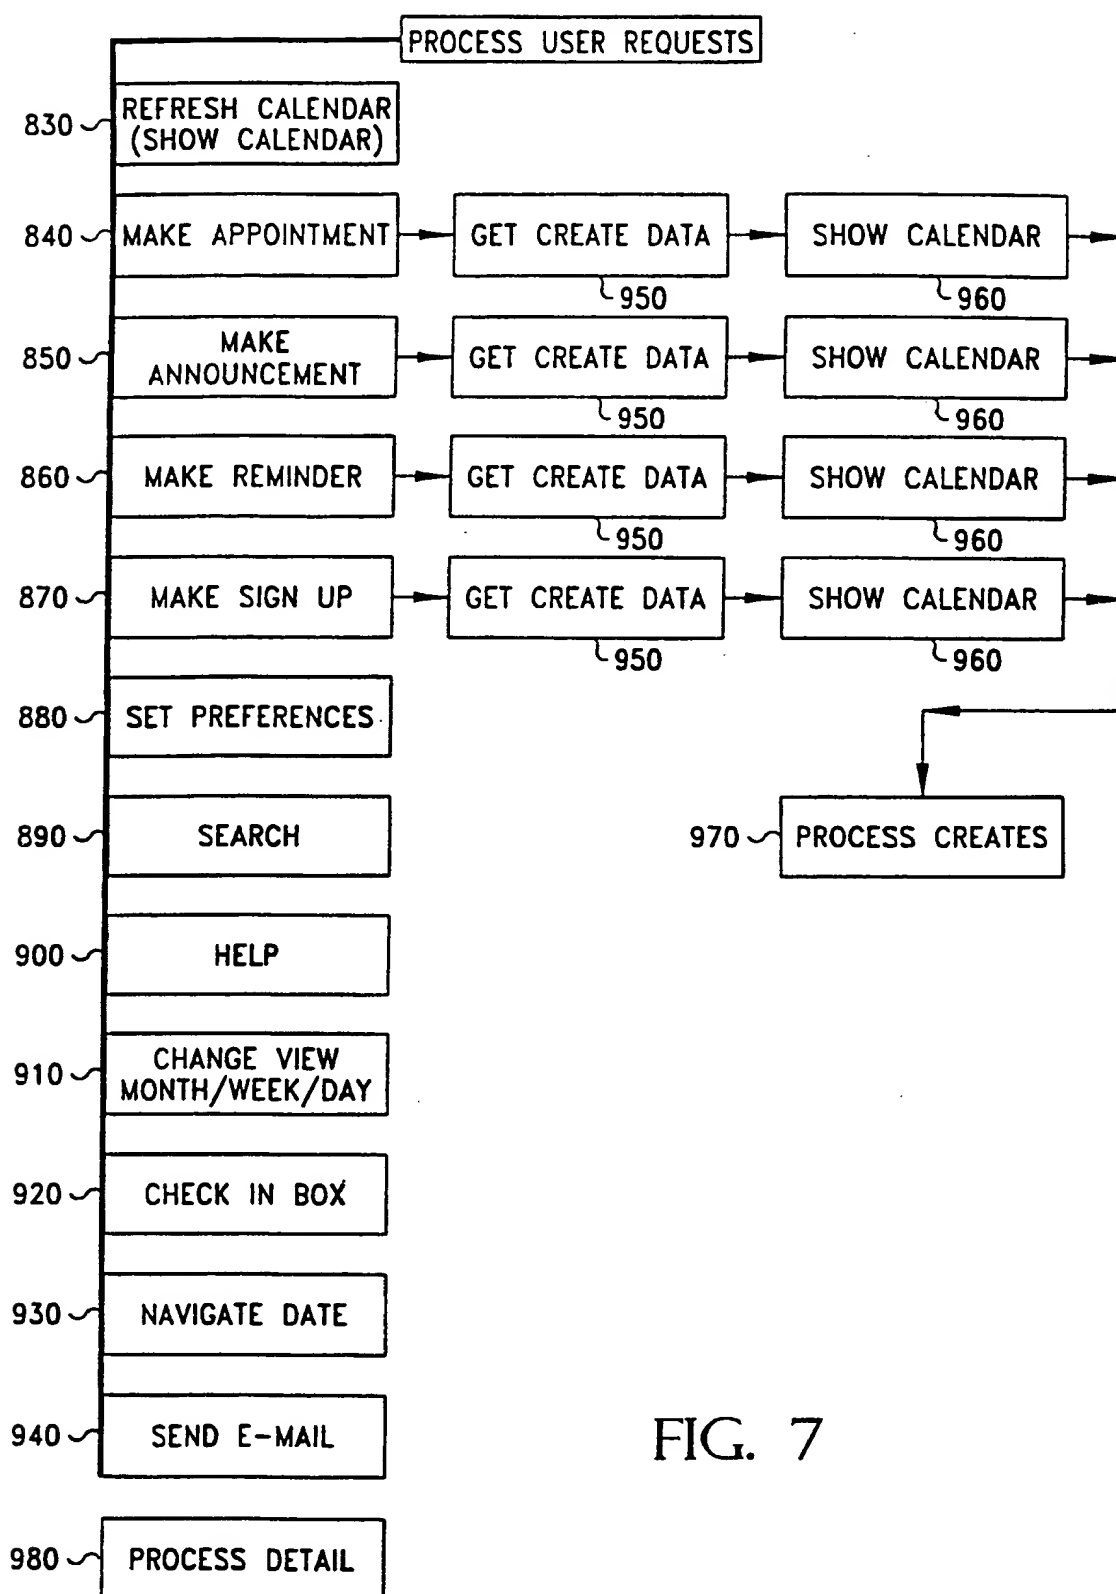 PROCESS USER REQUESTS
830
REFRESH CALENDAR
(SHOW CALENDAR)
840
MAKE APPOINTMENT
GET CREATE DATA
SHOW CALENDAR
950
960
850
MAKE
ANNOUNCEMENT
GET CREATE DATA
SHOW CALENDAR
950
960
860
MAKE REMINDER
GET CREATE DATA
SHOW CALENDAR
950
960
870
MAKE SIGN UP
GET CREATE DATA
SHOW CALENDAR
950
960
880
SET PREFERENCES
890
SEARCH
970
PROCESS CREATES
900
HELP
910
CHANGE VIEW
MONTH/WEEK/DAY
920
CHECK IN BOX
930
NAVIGATE DATE
940
SEND E-MAIL
FIG. 7
980
PROCESS DETAIL